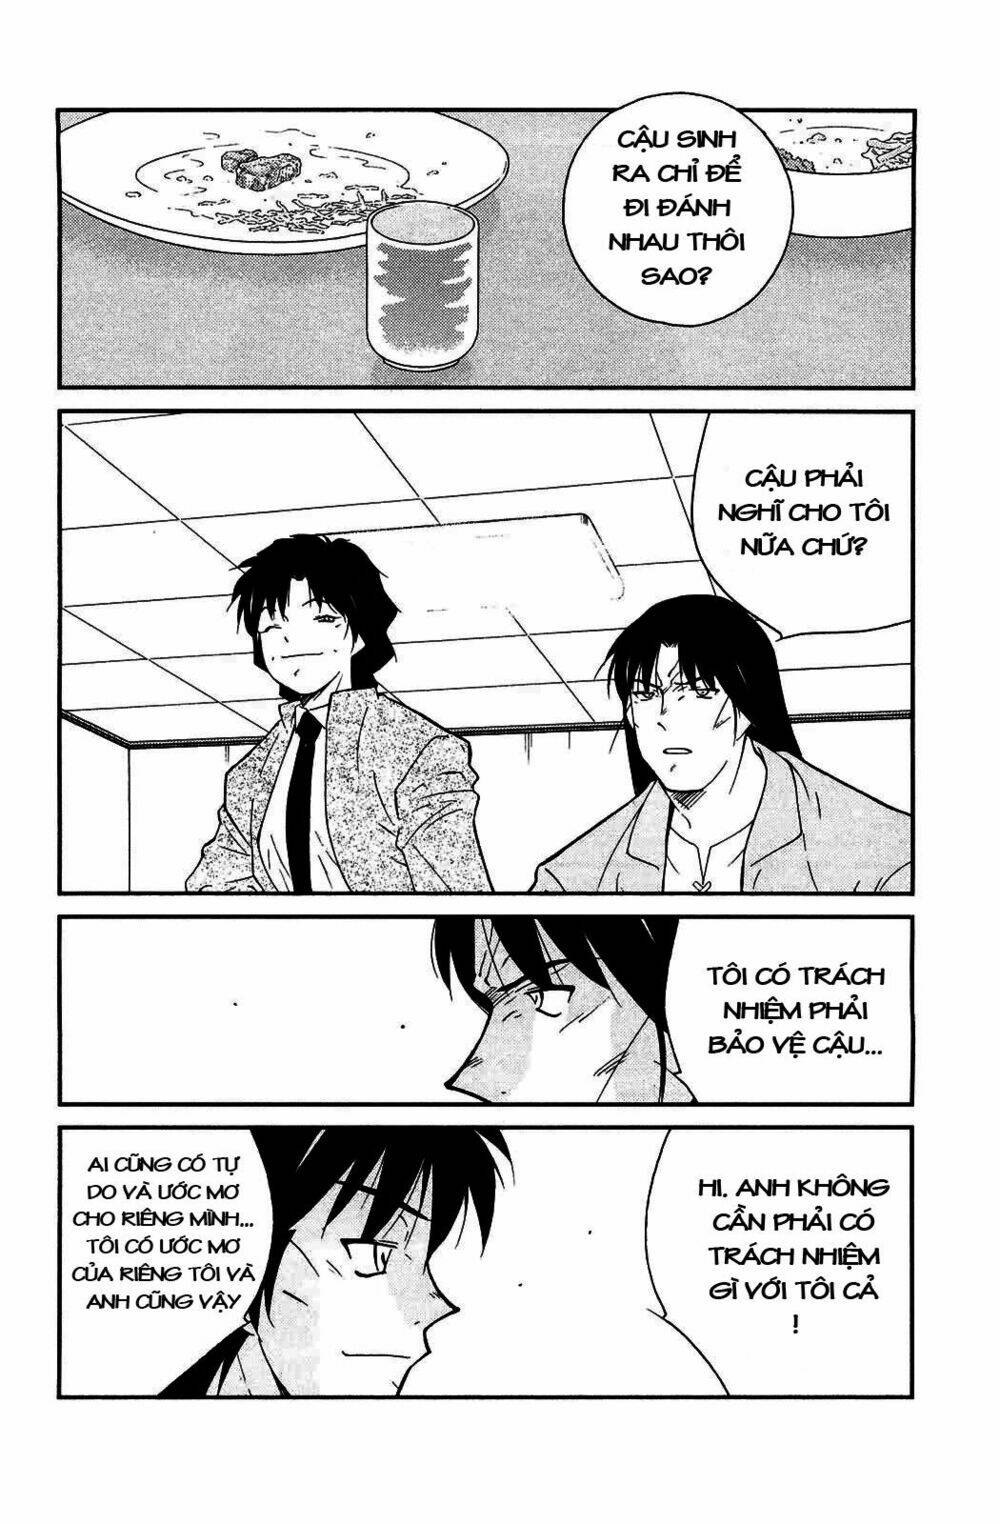 CẬU SINH
RA CHỈ ĐỂ
ĐI ĐÁNH
NHAU THÔI
SAO?
CẬU PHẢI
NGHĨ CHO TÔI
NỮA CHỨ?
TÔI CÓ TRÁCH
NHIỆM PHẢI
BẢO VỆ CẬU...
HI. ANH KHÔNG
CẦN PHẢI CÓ
TRÁCH NHIỆM
GÌ VỚI TÔI CẢ
!
AI CŨNG CÓ TỰ
DO VÀ ƯỚC MƠ
CHO RIÊNG MÌNH...
TÔI CÓ ƯỚC MƠ
CỦA RIÊNG TÔI VÀ
ANH CŨNG VẬY